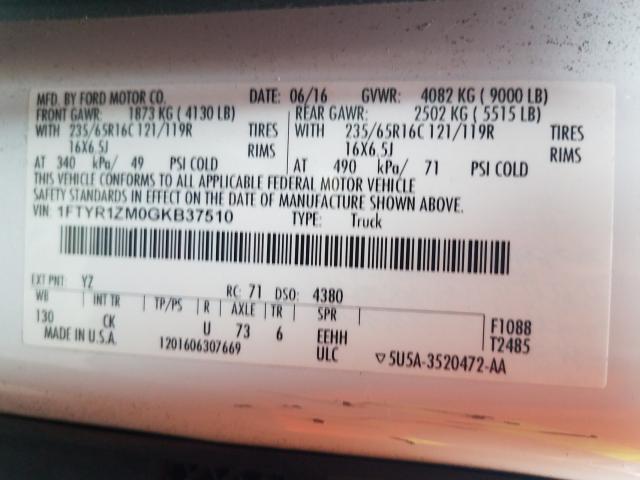 MFD. BY FORD MOTOR CO. DATE: 06/16 GVWR: 4082 KG ( 9000 LB)
FRONT GAWR: 1873 KG ( 4130 LB) REAR GAWR: 2502 KG ( 5515 LB)
WITH 235/65R16C 121/119R TIRES WITH 235/65R16C 121/119R TIRES
16X6.5J RIMS 16X6.5J RIMS
AT 340 kPa/ 49 PSI COLD AT 490 kPa/ 71 PSI COLD
THIS VEHICLE CONFORMS TO ALL APPLICABLE FEDERAL MOTOR VEHICLE
SAFETY STANDARDS IN EFFECT ON THE DATE OF MANUFACTURE SHOWN ABOVE.
VIN: 1FTYR1ZM0GKB37510 TYPE: Truck
EXT PNT: YZ RC: 71 DSO: 4380
WB INT TR TP/PS R AXLE TR SPR
130 CK U 73 6 EEHH F1088
MADE IN U.S.A. 1201606307669 ULC T2485
▽5U5A-3520472-AA